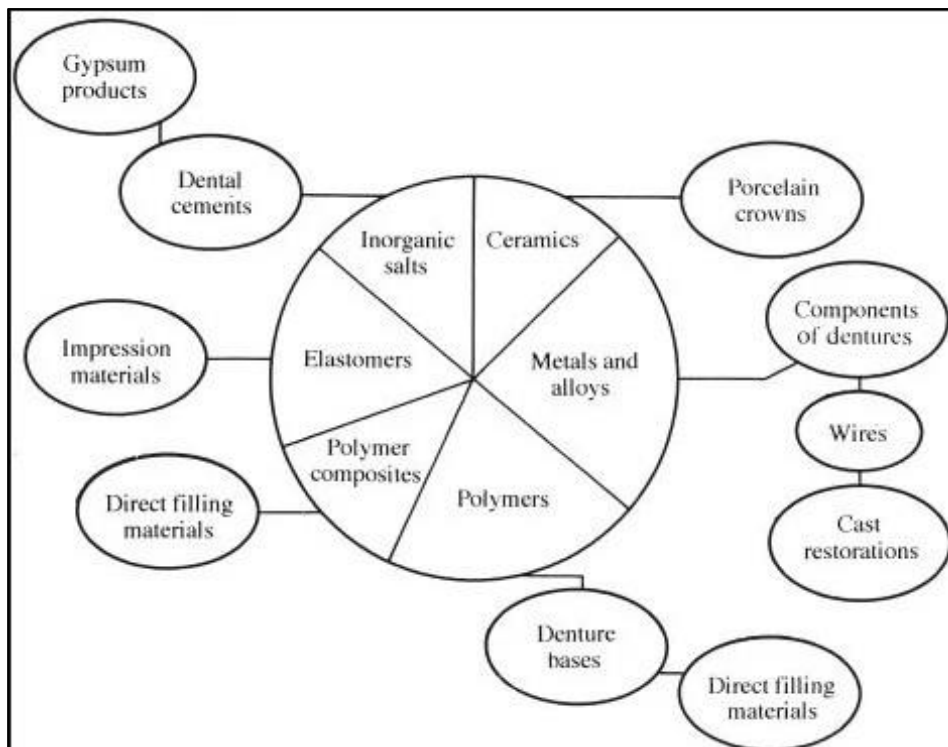 Gypsum
products
Dental
cements
Porcelain
crowns
Inorganic
salts
Ceramics
Components
of dentures
Impression
materials
Elastomers
Metals and
alloys
Wires
Polymer
composites
Polymers
Direct filling
materials
Cast
restorations
Denture
bases
Direct filling
materials